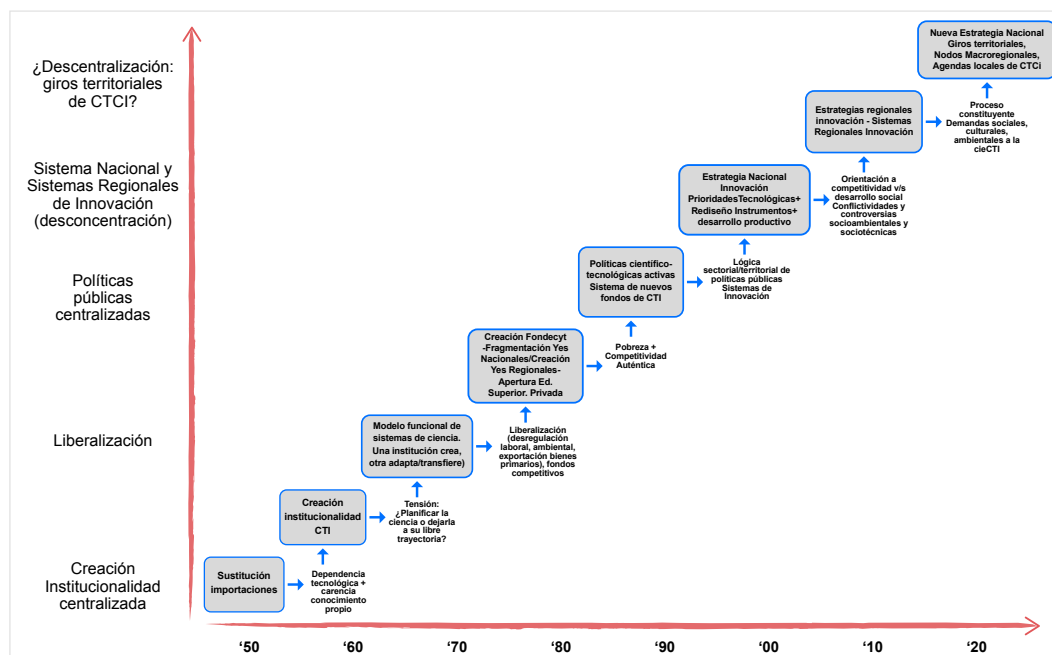 ¿Descentralización:
giros territoriales
de CTCI?
Sistema Nacional y
Sistemas Regionales
de Innovación
(desconcentración)
Políticas
públicas
centralizadas
Liberalización
Creación
Institucionalidad
centralizada
Nueva Estrategia Nacional
Giros territoriales,
Nodos Macroregionales,
Agendas locales de CTCi
Proceso
constituyente
Demandas sociales,
culturales,
ambientales a la
cieCTI
Estrategias regionales
innovación - Sistemas
Regionales Innovación
Orientación a
competitividad v/s
desarrollo social
Conflictividades y
controversias
socioambientales y
sociotécnicas
Estrategia Nacional
Innovación
PrioridadesTecnológicas+
Rediseño Instrumentos+
desarrollo productivo
Lógica
sectorial/territorial de
políticas públicas
Sistemas de
Innovación
Políticas científico-
tecnológicas activas
Sistema de nuevos
fondos de CTI
Pobreza +
Competitividad
Auténtica
Creación Fondecyt
-Fragmentación Yes
Nacionales/Creación
Yes Regionales-
Apertura Ed.
Superior. Privada
Liberalización
(desregulación
laboral, ambiental,
exportación bienes
primarios), fondos
competitivos
Modelo funcional de
sistemas de ciencia.
Una institución crea,
otra adapta/transfiere)
Tensión:
¿Planificar la
ciencia o dejarla
a su libre
trayectoria?
Creación
institucionalidad
CTI
Dependencia
tecnológica +
carencia
conocimiento
propio
Sustitución
importaciones
‘50 ‘60 ‘70 ‘80 ‘90 ‘00 ‘10 ‘20